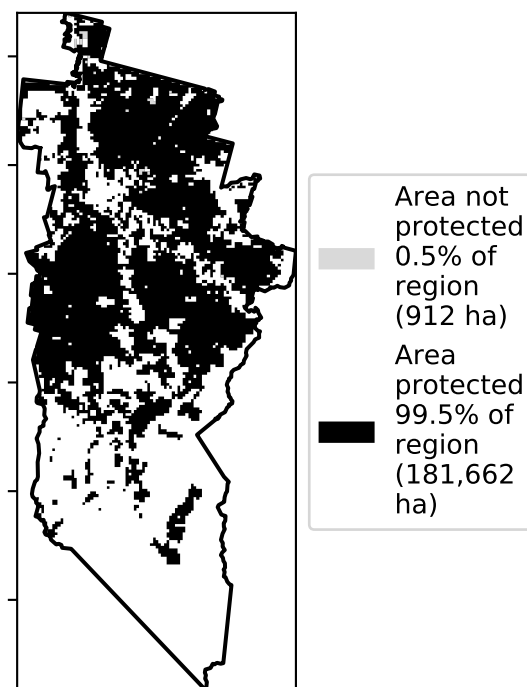 Area not
protected
0.5% of
region
(912 ha)
Area
protected
99.5% of
region
(181,662
ha)